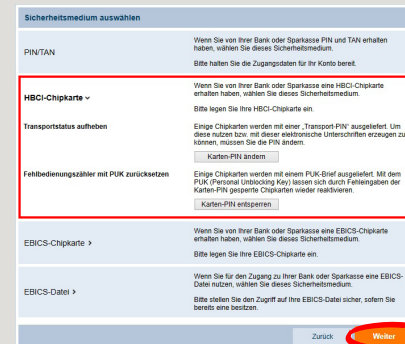 Sicherheitsmedium auswählen
PIN/TAN
Wenn Sie von Ihrer Bank oder Sparkasse PIN und TAN erhalten
haben, wählen Sie dieses Sicherheitsmedium.
Bitte halten Sie die Zugangsdaten für Ihr Konto bereit.
HBCI-Chipkarte
Wenn Sie von Ihrer Bank oder Sparkasse eine HBCI-Chipkarte
erhalten haben, wählen Sie dieses Sicherheitsmedium.
Bitte legen Sie Ihre HBCI-Chipkarte ein.
Transportstatus aufheben
Einige Chipkarten werden mit einer „Transport-PIN“ ausgeliefert. Um
diese nutzen bzw. mit dieser elektronische Unterschriften erzeugen zu
können, müssen Sie die PIN ändern.
Karten-PIN ändern
Fehlbedienungszähler mit PUK zurücksetzen
Einige Chipkarten werden mit einem PUK-Brief ausgeliefert. Mit dem
PUK (Personal Unblocking Key) lassen sich durch Fehleingaben der
Karten-PIN gesperrte Chipkarten wieder reaktivieren.
Karten-PIN entsperren
EBICS-Chipkarte >
Wenn Sie von Ihrer Bank oder Sparkasse eine EBICS-Chipkarte
erhalten haben, wählen Sie dieses Sicherheitsmedium.
Bitte legen Sie Ihre EBICS-Chipkarte ein.
EBICS-Datei >
Wenn Sie für den Zugang zu Ihrer Bank oder Sparkasse eine EBICS-
Datei nutzen, wählen Sie dieses Sicherheitsmedium.
Bitte stellen Sie den Zugriff auf Ihre EBICS-Datei sicher, sofern Sie
bereits eine besitzen.
Zurück
Weiter